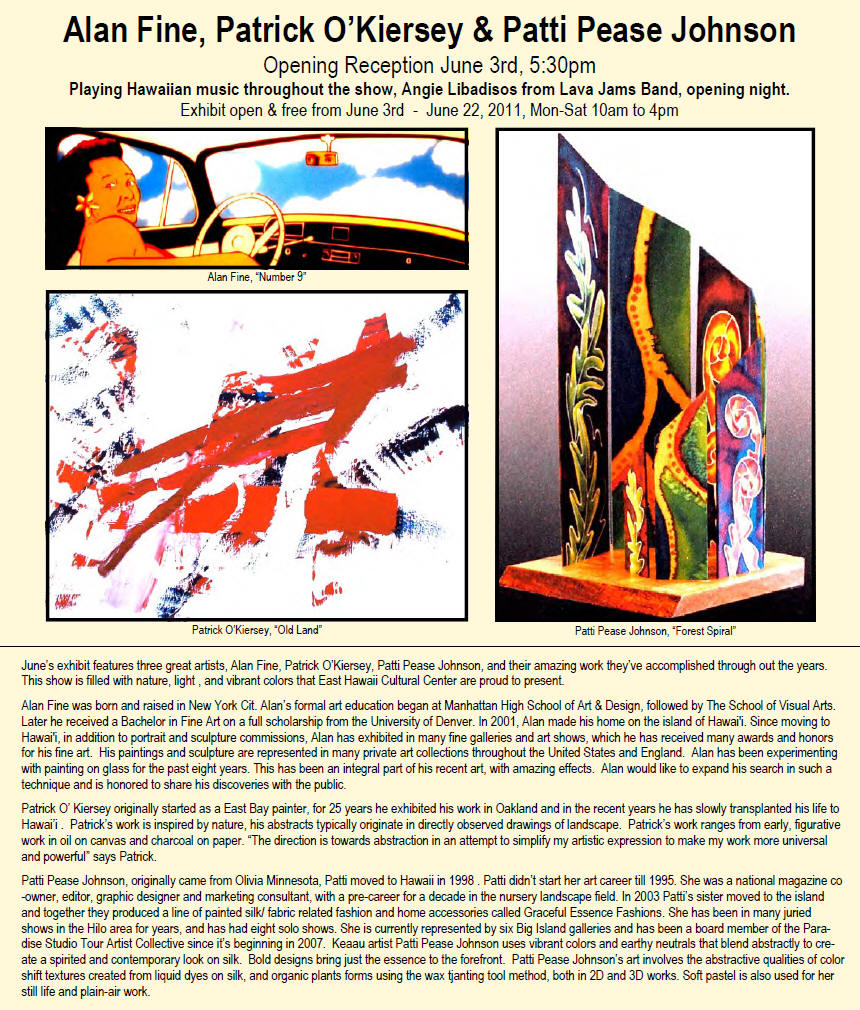 Alan Fine, Patrick O’Kiersey & Patti Pease Johnson
Opening Reception June 3rd, 5:30pm
Playing Hawaiian music throughout the show, Angie Libadisos from Lava Jams Band, opening night.
Exhibit open & free from June 3rd - June 22, 2011, Mon-Sat 10am to 4pm
Alan Fine, “Number 9”
Patrick O’Kiersey, “Old Land”
Patti Pease Johnson, “Forest Spiral”
June’s exhibit features three great artists, Alan Fine, Patrick O’Kiersey, Patti Pease Johnson, and their amazing work they’ve accomplished through out the years.
This show is filled with nature, light , and vibrant colors that East Hawaii Cultural Center are proud to present.
Alan Fine was born and raised in New York Cit. Alan’s formal art education began at Manhattan High School of Art & Design, followed by The School of Visual Arts.
Later he received a Bachelor in Fine Art on a full scholarship from the University of Denver. In 2001, Alan made his home on the island of Hawai'i. Since moving to
Hawai'i, in addition to portrait and sculpture commissions, Alan has exhibited in many fine galleries and art shows, which he has received many awards and honors
for his fine art. His paintings and sculpture are represented in many private art collections throughout the United States and England. Alan has been experimenting
with painting on glass for the past eight years. This has been an integral part of his recent art, with amazing effects. Alan would like to expand his search in such a
technique and is honored to share his discoveries with the public.
Patrick O’ Kiersey originally started as a East Bay painter, for 25 years he exhibited his work in Oakland and in the recent years he has slowly transplanted his life to
Hawai’i . Patrick’s work is inspired by nature, his abstracts typically originate in directly observed drawings of landscape. Patrick’s work ranges from early, figurative
work in oil on canvas and charcoal on paper. “The direction is towards abstraction in an attempt to simplify my artistic expression to make my work more universal
and powerful” says Patrick.
Patti Pease Johnson, originally came from Olivia Minnesota, Patti moved to Hawaii in 1998 . Patti didn’t start her art career till 1995. She was a national magazine co
-owner, editor, graphic designer and marketing consultant, with a pre-career for a decade in the nursery landscape field. In 2003 Patti’s sister moved to the island
and together they produced a line of painted silk/ fabric related fashion and home accessories called Graceful Essence Fashions. She has been in many juried
shows in the Hilo area for years, and has had eight solo shows. She is currently represented by six Big Island galleries and has been a board member of the Para-
dise Studio Tour Artist Collective since it’s beginning in 2007. Keaau artist Patti Pease Johnson uses vibrant colors and earthy neutrals that blend abstractly to cre-
ate a spirited and contemporary look on silk. Bold designs bring just the essence to the forefront. Patti Pease Johnson’s art involves the abstractive qualities of color
shift textures created from liquid dyes on silk, and organic plants forms using the wax tjanting tool method, both in 2D and 3D works. Soft pastel is also used for her
still life and plain-air work.